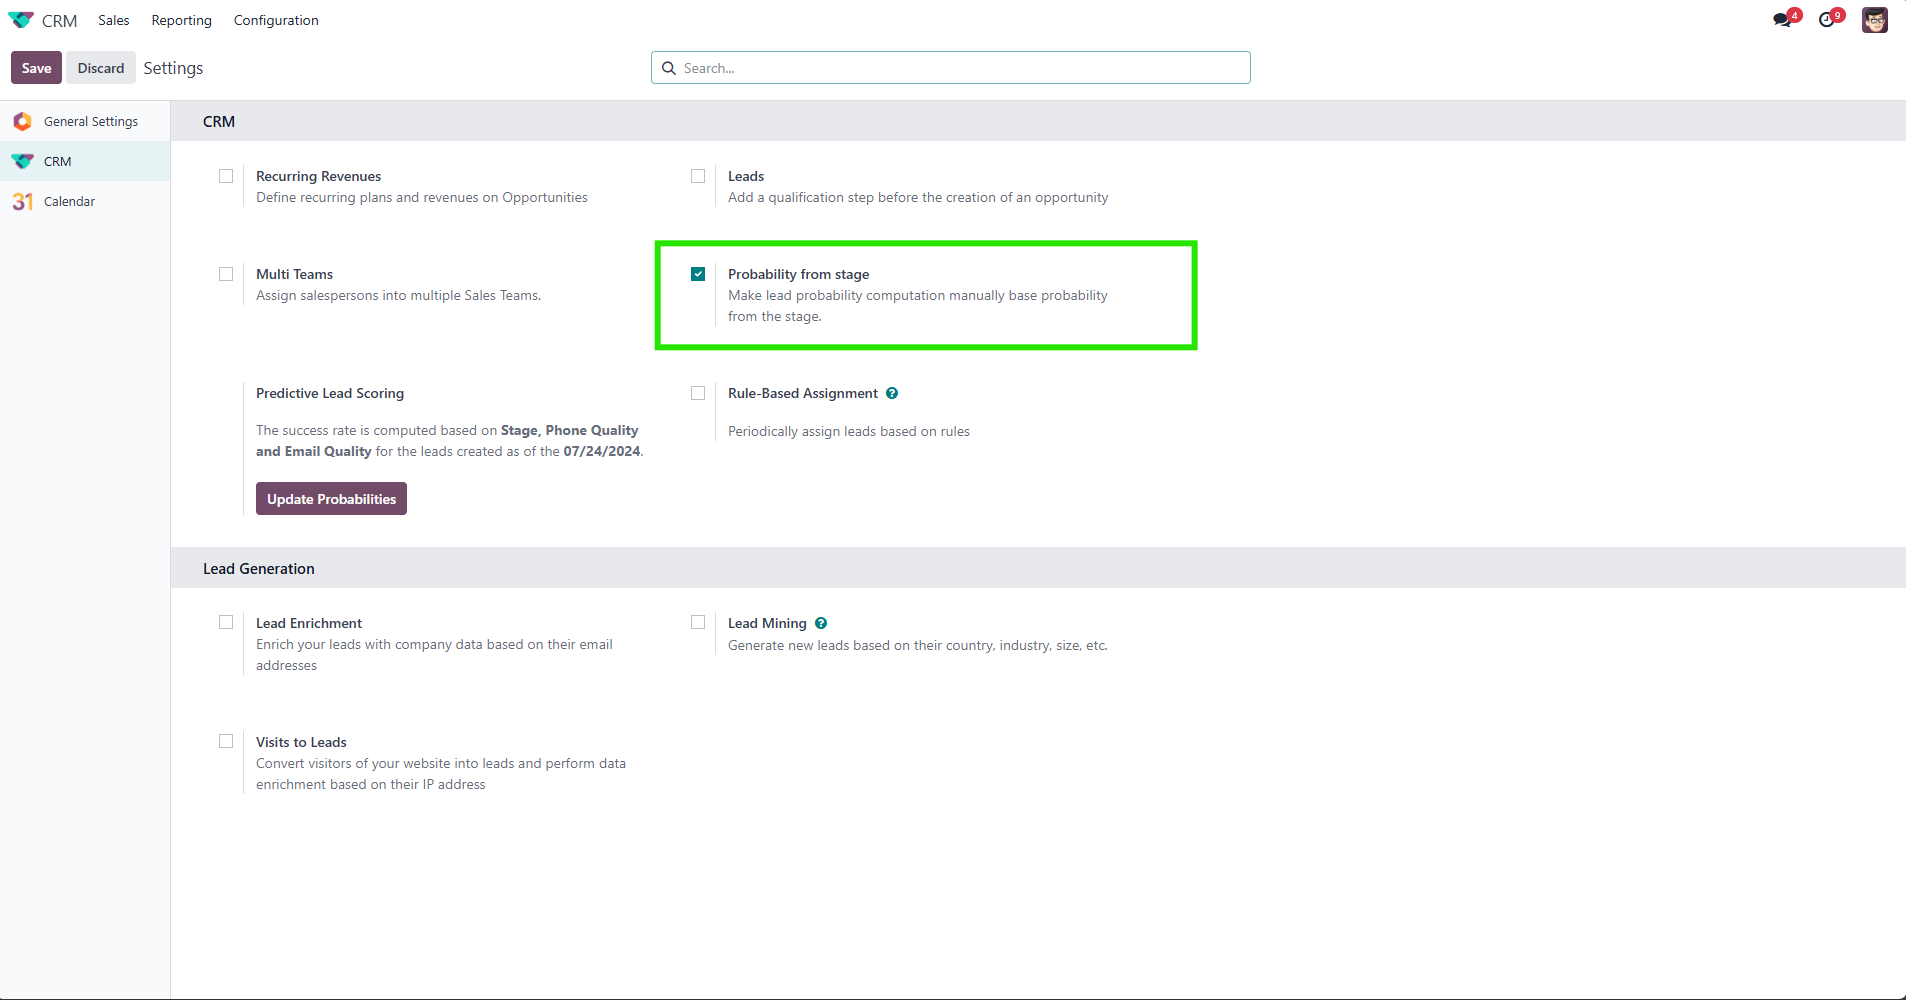 CRM Sales Reporting Configuration 4 9
Save Discard Settings Search...
General Settings
CRM
31 Calendar
CRM
Recurring Revenues
Define recurring plans and revenues on Opportunities
Leads
Add a qualification step before the creation of an opportunity
Multi Teams
Assign salespersons into multiple Sales Teams.
Probability from stage
Make lead probability computation manually base probability
from the stage.
Predictive Lead Scoring
The success rate is computed based on Stage, Phone Quality
and Email Quality for the leads created as of the 07/24/2024.
Update Probabilities
Rule-Based Assignment ?
Periodically assign leads based on rules
Lead Generation
Lead Enrichment
Enrich your leads with company data based on their email
addresses
Lead Mining ?
Generate new leads based on their country, industry, size, etc.
Visits to Leads
Convert visitors of your website into leads and perform data
enrichment based on their IP address